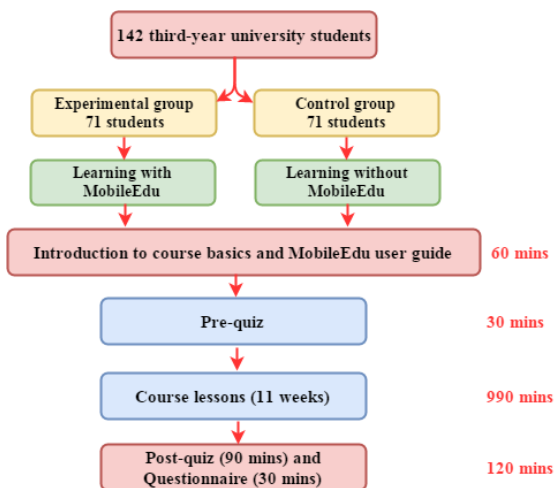 142 third-year university students
Experimental group
71 students
Control group
71 students
Learning with
MobileEdu
Learning without
MobileEdu
Introduction to course basics and MobileEdu user guide
60 mins
Pre-quiz
30 mins
Course lessons (11 weeks)
990 mins
Post-quiz (90 mins) and
Questionnaire (30 mins)
120 mins